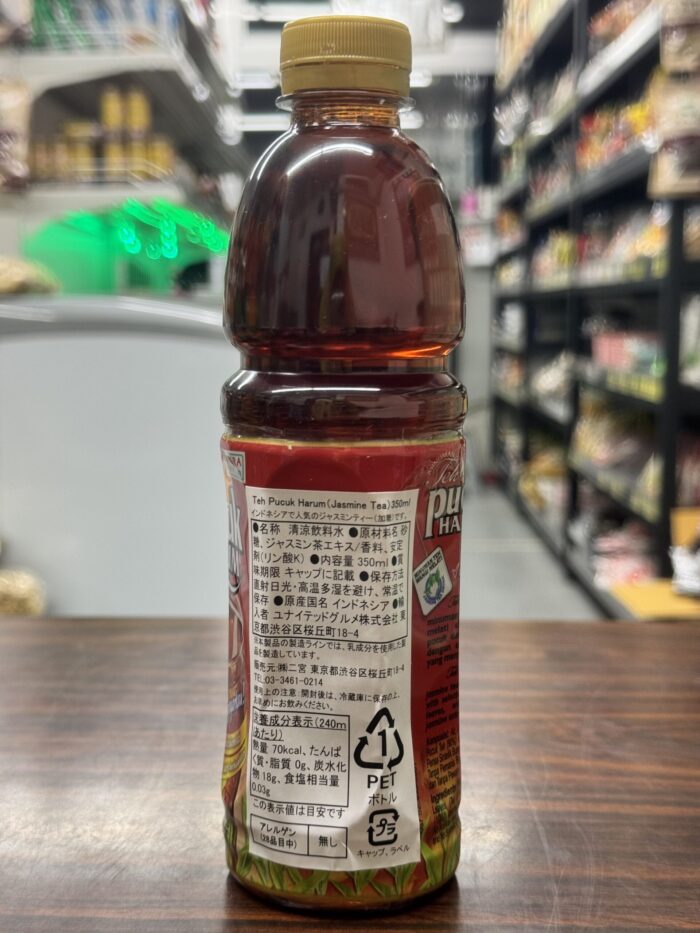 Teh Pucuk Harum(Jasmine Tea)350ml
インドネシアで人気のジャスミンティー(加糖)です。
●名称 清涼飲料水 ●原材料名 砂
糖、ジャスミン茶エキス/香料、安定
剤(リン酸K) ●内容量 350ml ●賞
味期限 キャップに記載 ●保存方法
直射日光・高温多湿を避け、常温で
保存 ●原産国名 インドネシア ●輸
入者 ユナイテッドグルメ株式会社 東
京都渋谷区桜丘町18-4
※本製品の製造ラインでは、乳成分を使用した製
品を製造しています。
販売元:㈱二宮 東京都渋谷区桜丘町18-4
TEL:03-3461-0214
使用上の注意:開封後は、冷蔵庫に保存の上、
お早めにお飲みください。
栄養成分表示(240m
あたり)
熱量 70kcal、たんぱ
く質・脂質 0g、炭水化
物 18g、食塩相当量
0.03g
この表示値は目安です
アレルゲン
(28品目中)
無し
1
PET
ボトル
プラ
キャップ、ラベル
Teh
pu
HA
minuman
melati
pucuk
dengan
yang